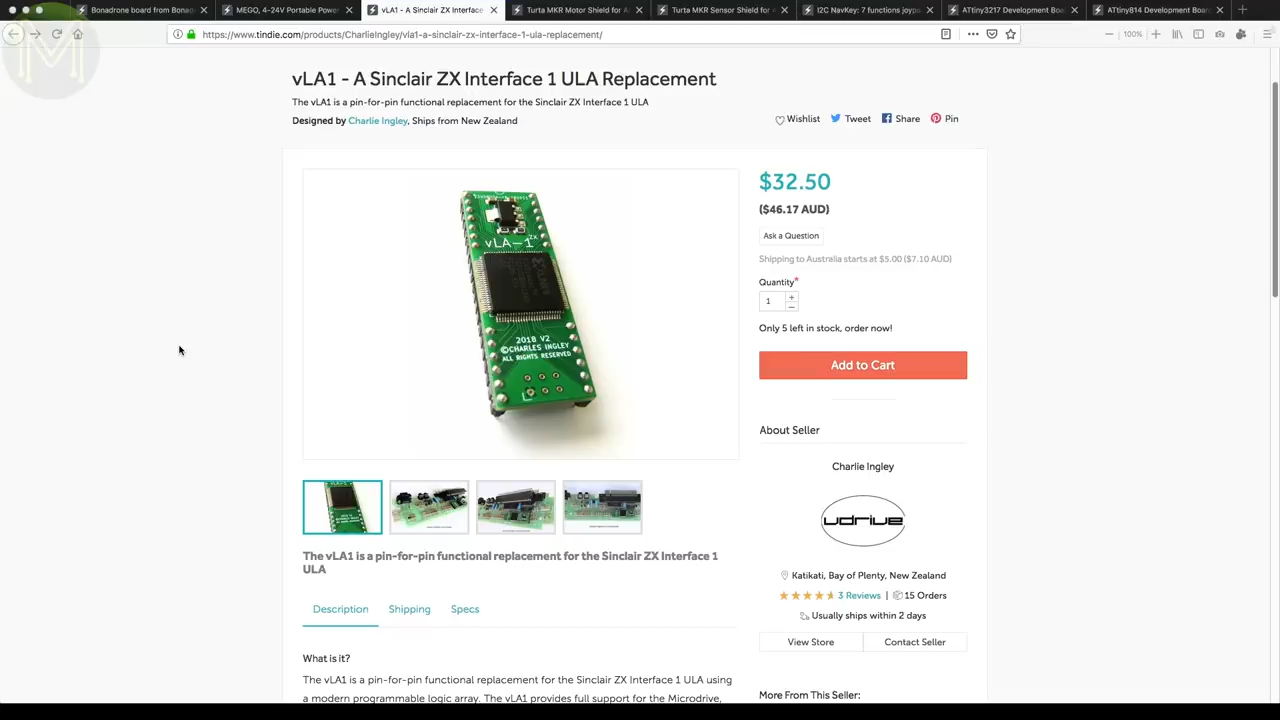 Bonadrone board from Bonad
MEGO, 4-24V Portable Power
vLA1 - A Sinclair ZX Interface
Turta MKR Motor Shield for A
Turta MKR Sensor Shield for A
I2C NavKey: 7 functions joyp
ATtiny3217 Development Boa
ATtiny814 Development Board
https://www.tindie.com/products/CharlieIngley/vla1-a-sinclair-zx-interface-1-ula-replacement/
100%
M
vLA1 - A Sinclair ZX Interface 1 ULA Replacement
The vLA1 is a pin-for-pin functional replacement for the Sinclair ZX Interface 1 ULA
Designed by Charlie Ingley, Ships from New Zealand
Wishlist Tweet Share Pin
vLA-1
2018 V2
©CHARLES INGLEY
ALL RIGHTS RESERVED
$32.50
($46.17 AUD)
Ask a Question
Shipping to Australia starts at $5.00 ($7.10 AUD)
Quantity*
1
Only 5 left in stock, order now!
Add to Cart
About Seller
Charlie Ingley
udrive
Katikati, Bay of Plenty, New Zealand
3 Reviews | 15 Orders
Usually ships within 2 days
View Store Contact Seller
More From This Seller:
The vLA1 is a pin-for-pin functional replacement for the Sinclair ZX Interface 1
ULA
Description Shipping Specs
What is it?
The vLA1 is a pin-for-pin functional replacement for the Sinclair ZX Interface 1 ULA using
a modern programmable logic array. The vLA1 provides full support for the Microdrive,